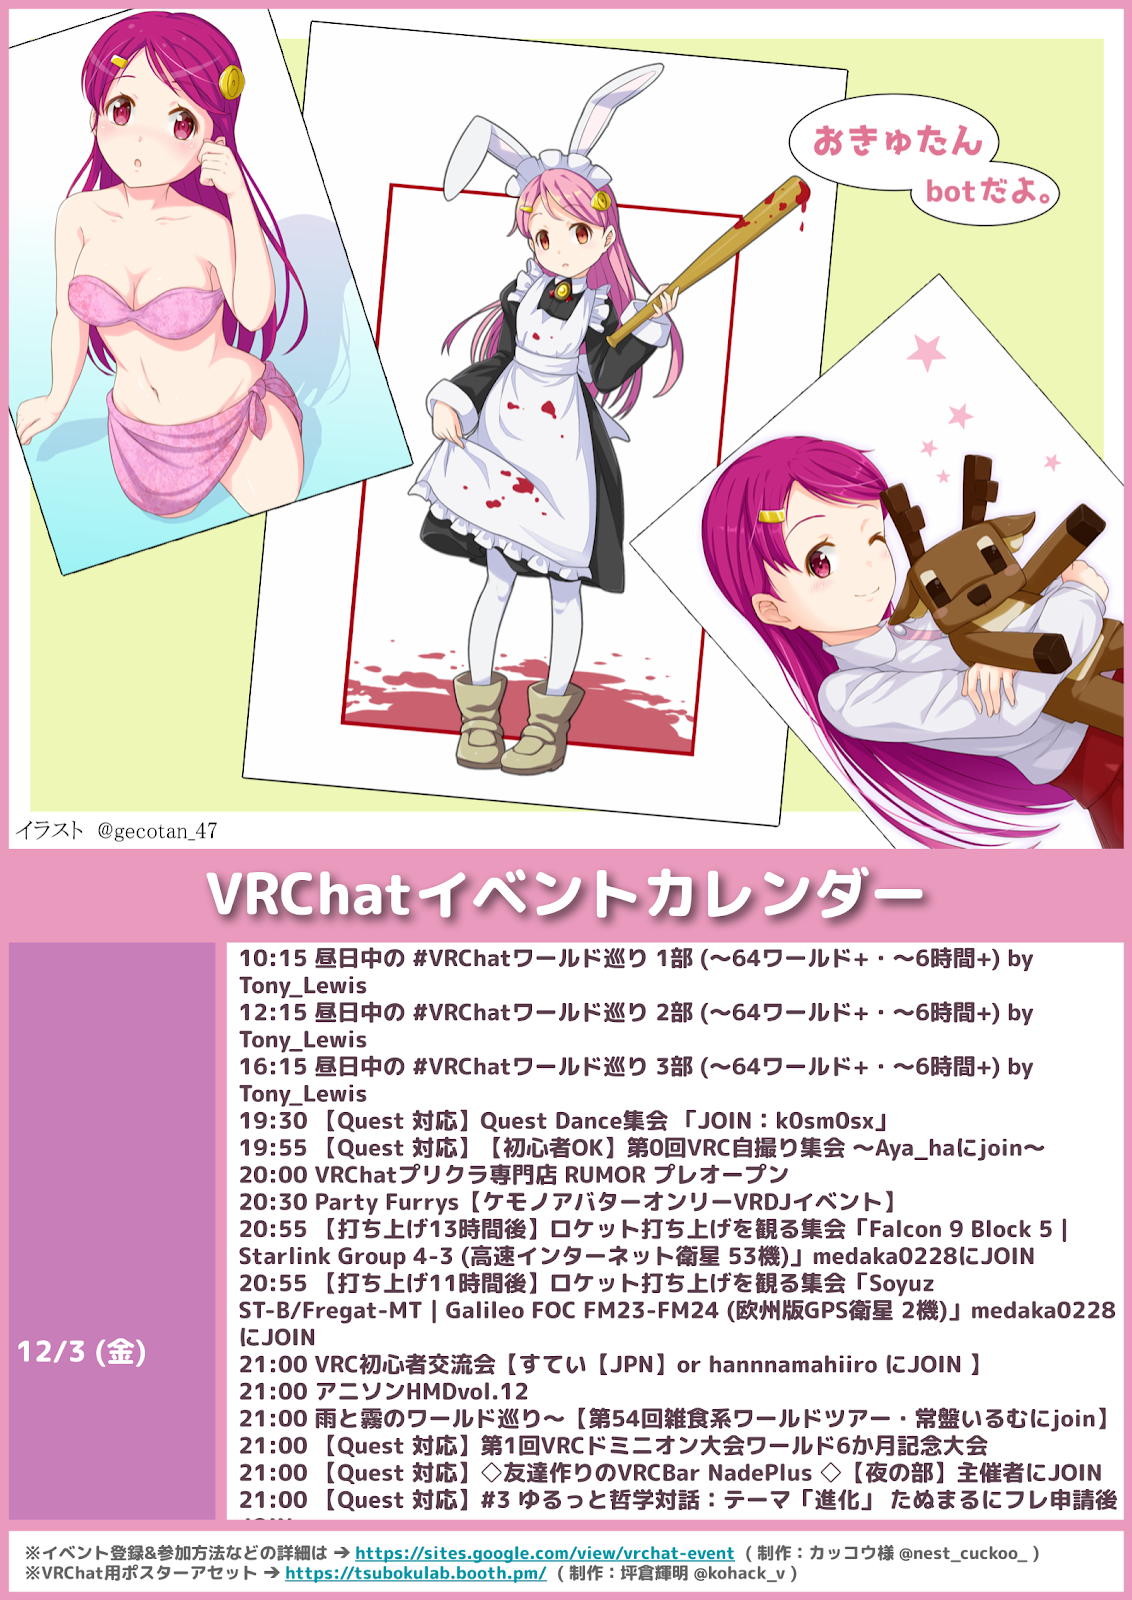 おきゅたん
botだよ。
イラスト @gecotan_47
VRChatイベントカレンダー
12/3 (金)
10:15 昼日中の #VRChatワールド巡り 1部 (～64ワールド+・～6時間+) by
Tony_Lewis
12:15 昼日中の #VRChatワールド巡り 2部 (～64ワールド+・～6時間+) by
Tony_Lewis
16:15 昼日中の #VRChatワールド巡り 3部 (～64ワールド+・～6時間+) by
Tony_Lewis
19:30 【Quest 対応】Quest Dance集会 「JOIN：k0sm0sx」
19:55 【Quest 対応】【初心者OK】第0回VRC自撮り集会 ～Aya_haにjoin～
20:00 VRChatプリクラ専門店 RUMOR プレオープン
20:30 Party Furrys【ケモノアバターオンリーVRDJイベント】
20:55 【打ち上げ13時間後】ロケット打ち上げを観る集会「Falcon 9 Block 5 |
Starlink Group 4-3 (高速インターネット衛星 53機)」medaka0228にJOIN
20:55 【打ち上げ11時間後】ロケット打ち上げを観る集会「Soyuz
ST-B/Fregat-MT | Galileo FOC FM23-FM24 (欧州版GPS衛星 2機)」medaka0228
にJOIN
21:00 VRC初心者交流会【すてい【JPN】or hannnamahiiro にJOIN 】
21:00 アニソンHMDvol.12
21:00 雨と霧のワールド巡り～【第54回雑食系ワールドツアー・常盤いるむにjoin】
21:00 【Quest 対応】第1回VRCドミニオン大会ワールド6か月記念大会
21:00 【Quest 対応】◇友達作りのVRCBar NadePlus ◇【夜の部】主催者にJOIN
21:00 【Quest 対応】#3 ゆるっと哲学対話：テーマ「進化」 たぬまるにフレ申請後
※イベント登録&参加方法などの詳細は ➔ https://sites.google.com/view/vrchat-event ( 制作：カッコウ様 @nest_cuckoo_ )
※VRChat用ポスターアセット ➔ https://tsubokulab.booth.pm/ ( 制作：坪倉輝明 @kohack_v )